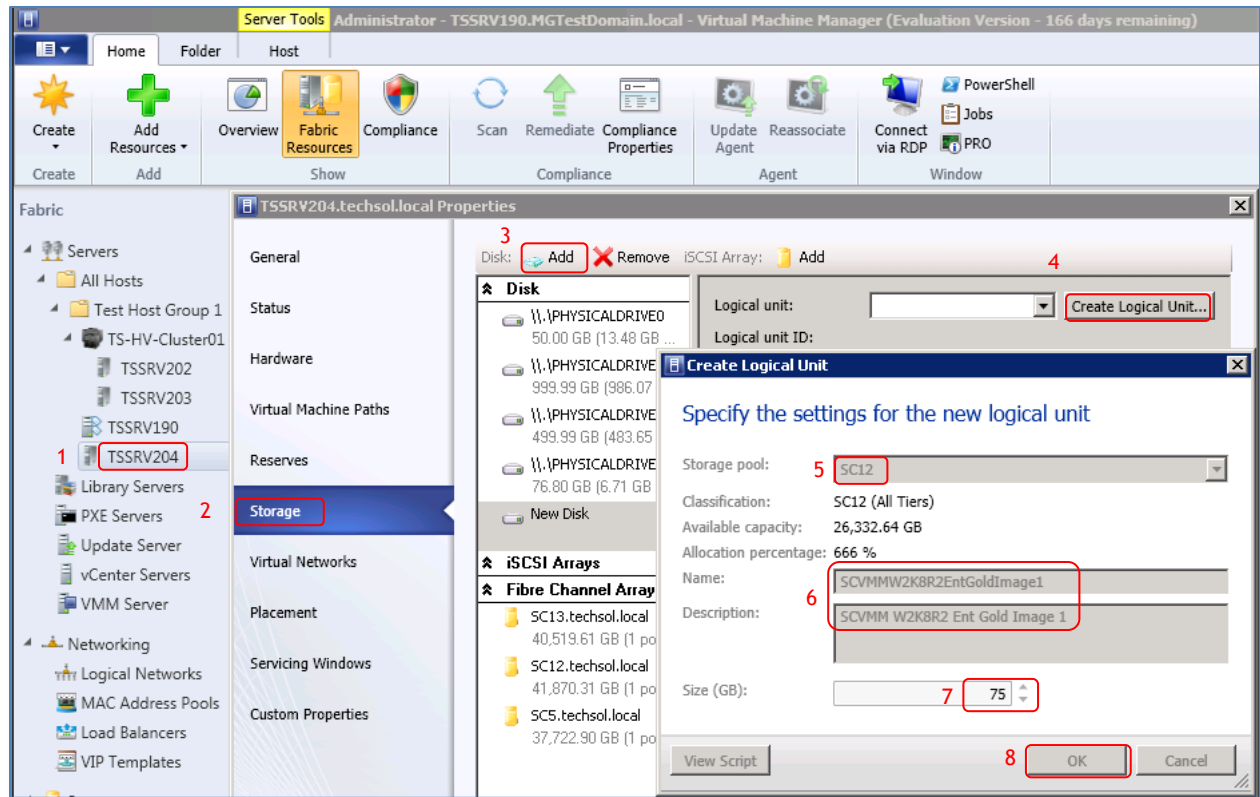 Server Tools Administrator - TSSRV190.MGTestDomain.local - Virtual Machine Manager (Evaluation Version - 166 days remaining)
Home Folder Host
Create
Add Resources
Overview
Fabric Resources
Compliance
Scan
Remediate
Compliance Properties
Update Agent
Reassociate
Connect via RDP
PowerShell
Jobs
PRO
Create Add Show Compliance Agent Window
Fabric
Servers
All Hosts
Test Host Group 1
TS-HV-Cluster01
TSSRV202
TSSRV203
TSSRV190
1 TSSRV204
Library Servers
PXE Servers
Update Server
vCenter Servers
VMM Server
Networking
Logical Networks
MAC Address Pools
Load Balancers
VIP Templates
TSSRV204.techsol.local Properties
General
Status
Hardware
Virtual Machine Paths
Reserves
2 Storage
Virtual Networks
Placement
Servicing Windows
Custom Properties
3
Disk: Add Remove iSCSI Array: Add
Disk
\\.\PHYSICALDRIVE0
50.00 GB (13.48 GB ...
\\.\PHYSICALDRIVE
999.99 GB (986.07
\\.\PHYSICALDRIVE
499.99 GB (483.65
\\.\PHYSICALDRIVE
76.80 GB (6.71 GB
New Disk
iSCSI Arrays
Fibre Channel Array
SC13.techsol.local
40,519.61 GB (1 po
SC12.techsol.local
41,870.31 GB (1 po
SC5.techsol.local
37,722.90 GB (1 po
4
Logical unit: Create Logical Unit...
Logical unit ID:
Create Logical Unit
Specify the settings for the new logical unit
Storage pool: 5 SC12
Classification: SC12 (All Tiers)
Available capacity: 26,332.64 GB
Allocation percentage: 666 %
Name: SCVMMW2K8R2EntGoldImage1
6
Description: SCVMM W2K8R2 Ent Gold Image 1
Size (GB): 7 75
View Script 8 OK Cancel